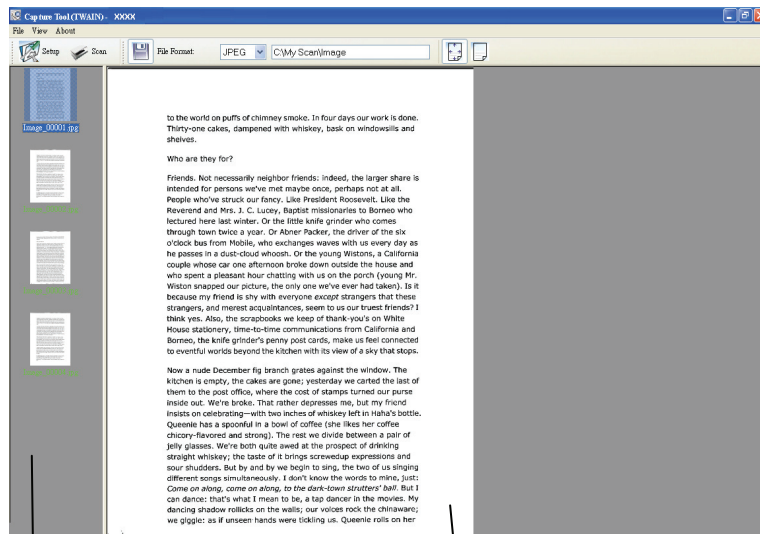 Capture Tool (TWAIN) - XXXX
File View About
Setup Scan File Format: JPEG C:\My Scan\Image
Image_00001.jpg
to the world on puffs of chimney smoke. In four days our work is done.
Thirty-one cakes, dampened with whiskey, bask on windowsills and
shelves.
Who are they for?
Friends. Not necessarily neighbor friends: indeed, the larger share is
intended for persons we've met maybe once, perhaps not at all.
People who've struck our fancy. Like President Roosevelt. Like the
Reverend and Mrs. J. C. Lucey, Baptist missionaries to Borneo who
lectured here last winter. Or the little knife grinder who comes
through town twice a year. Or Abner Packer, the driver of the six
o'clock bus from Mobile, who exchanges waves with us every day as
he passes in a dust-cloud whoosh. Or the young Wistons, a California
couple whose car one afternoon broke down outside the house and
who spent a pleasant hour chatting with us on the porch (young Mr.
Wiston snapped our picture, the only one we've ever had taken). Is it
because my friend is shy with everyone except strangers that these
strangers, and merest acquaintances, seem to us our truest friends? I
think yes. Also, the scrapbooks we keep of thank-you's on White
House stationery, time-to-time communications from California and
Borneo, the knife grinder's penny post cards, make us feel connected
to eventful worlds beyond the kitchen with its view of a sky that stops.
Now a nude December fig branch grates against the window. The
kitchen is empty, the cakes are gone; yesterday we carted the last of
them to the post office, where the cost of stamps turned our purse
inside out. We're broke. That rather depresses me, but my friend
insists on celebrating—with two inches of whiskey left in Haha's bottle.
Queenie has a spoonful in a bowl of coffee (she likes her coffee
chicory-flavored and strong). The rest we divide between a pair of
jelly glasses. We're both quite awed at the prospect of drinking
straight whiskey; the taste of it brings screwedup expressions and
sour shudders. But by and by we begin to sing, the two of us singing
different songs simultaneously. I don't know the words to mine, just:
Come on along, come on along, to the dark-town strutters' ball. But I
can dance: that's what I mean to be, a tap dancer in the movies. My
dancing shadow rollicks on the walls; our voices rock the chinaware;
we giggle: as if unseen hands were tickling us. Queenie rolls on her